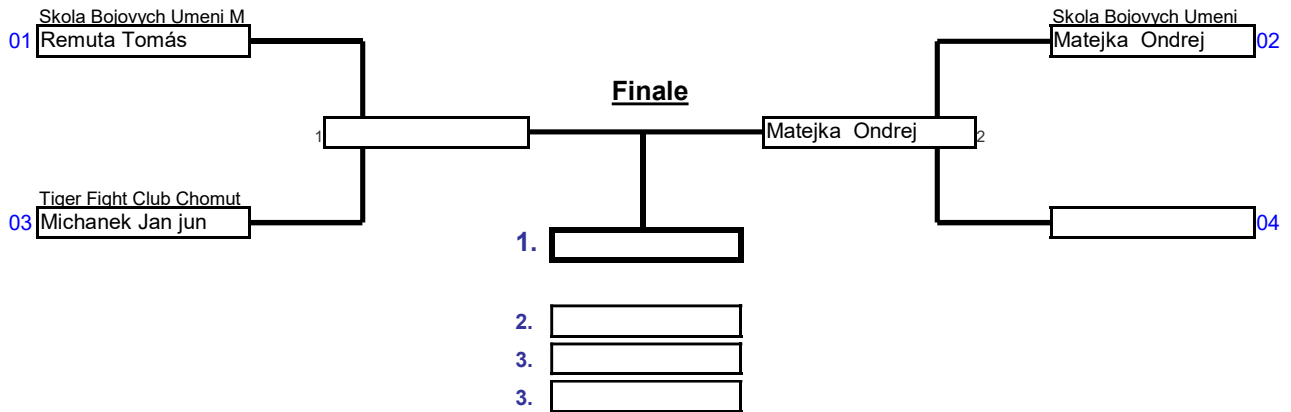 Skola Bojovych Umeni M
01 Remuta Tomás
Skola Bojovych Umeni
Matejka Ondrej 02
Finale
1
Matejka Ondrej 2
Tiger Fight Club Chomut
03 Michanek Jan jun
04
1.
2.
3.
3.